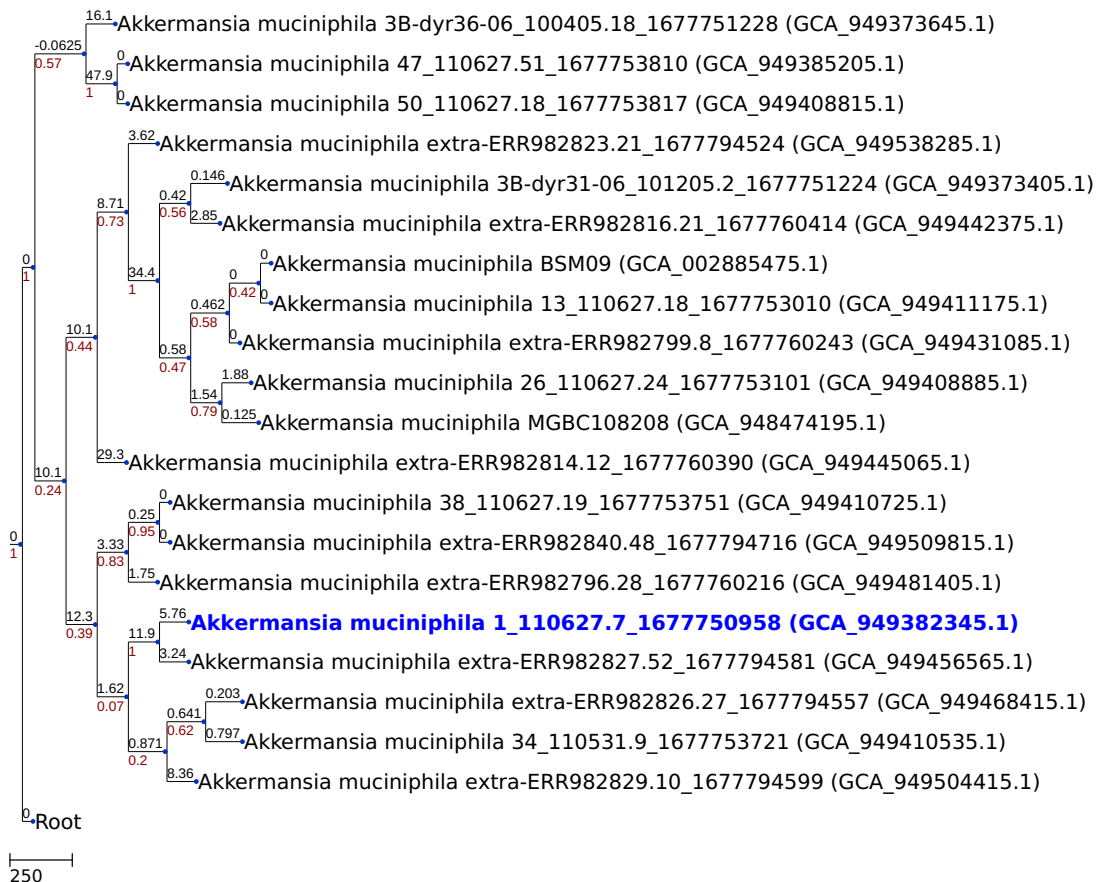 16.1
Akkermansia muciniphila 3B-dyr36-06_100405.18_1677751228 (GCA_949373645.1)
-0.0625
0.57
0
Akkermansia muciniphila 47_110627.51_1677753810 (GCA_949385205.1)
47.9
1
0
Akkermansia muciniphila 50_110627.18_1677753817 (GCA_949408815.1)
3.62
Akkermansia muciniphila extra-ERR982823.21_1677794524 (GCA_949538285.1)
0.146
Akkermansia muciniphila 3B-dyr31-06_101205.2_1677751224 (GCA_949373405.1)
0.42
0.56
8.71
0.73
2.85
Akkermansia muciniphila extra-ERR982816.21_1677760414 (GCA_949442375.1)
0
1
0
Akkermansia muciniphila BSM09 (GCA_002885475.1)
34.4
1
0
0.42
0
Akkermansia muciniphila 13_110627.18_1677753010 (GCA_949411175.1)
0.462
0.58
10.1
0.44
0
Akkermansia muciniphila extra-ERR982799.8_1677760243 (GCA_949431085.1)
0.58
0.47
1.88
Akkermansia muciniphila 26_110627.24_1677753101 (GCA_949408885.1)
1.54
0.79
0.125
Akkermansia muciniphila MGBC108208 (GCA_948474195.1)
29.3
Akkermansia muciniphila extra-ERR982814.12_1677760390 (GCA_949445065.1)
10.1
0.24
0
Akkermansia muciniphila 38_110627.19_1677753751 (GCA_949410725.1)
0.25
0.95
0
Akkermansia muciniphila extra-ERR982840.48_1677794716 (GCA_949509815.1)
0
1
3.33
0.83
1.75
Akkermansia muciniphila extra-ERR982796.28_1677760216 (GCA_949481405.1)
12.3
0.39
5.76
Akkermansia muciniphila 1_110627.7_1677750958 (GCA_949382345.1)
11.9
1
3.24
Akkermansia muciniphila extra-ERR982827.52_1677794581 (GCA_949456565.1)
1.62
0.07
0.203
Akkermansia muciniphila extra-ERR982826.27_1677794557 (GCA_949468415.1)
0.641
0.62
0.797
Akkermansia muciniphila 34_110531.9_1677753721 (GCA_949410535.1)
0.871
0.2
8.36
Akkermansia muciniphila extra-ERR982829.10_1677794599 (GCA_949504415.1)
0
Root
250